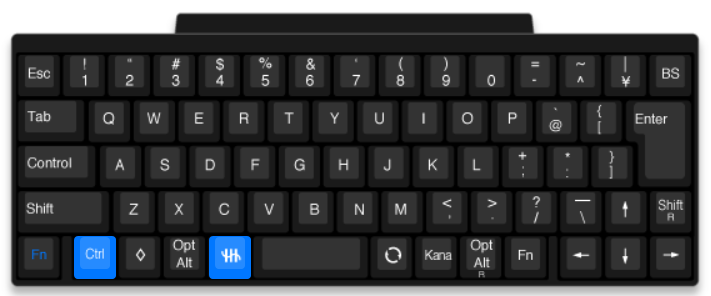 Esc ! 1 " 2 # 3 $ 4 % 5 & 6 ' 7 ( 8 ) 9 0 = - ~ ^ | ¥ BS
Tab Q W E R T Y U I O P ` @ { [ Enter
Control A S D F G H J K L + ; * : } ]
Shift Z X C V B N M < , > . ? / _ \ ↑ Shift R
Fn Ctrl ◊ Opt Alt 卌 ↻ Kana Opt Alt R Fn ← ↓ →